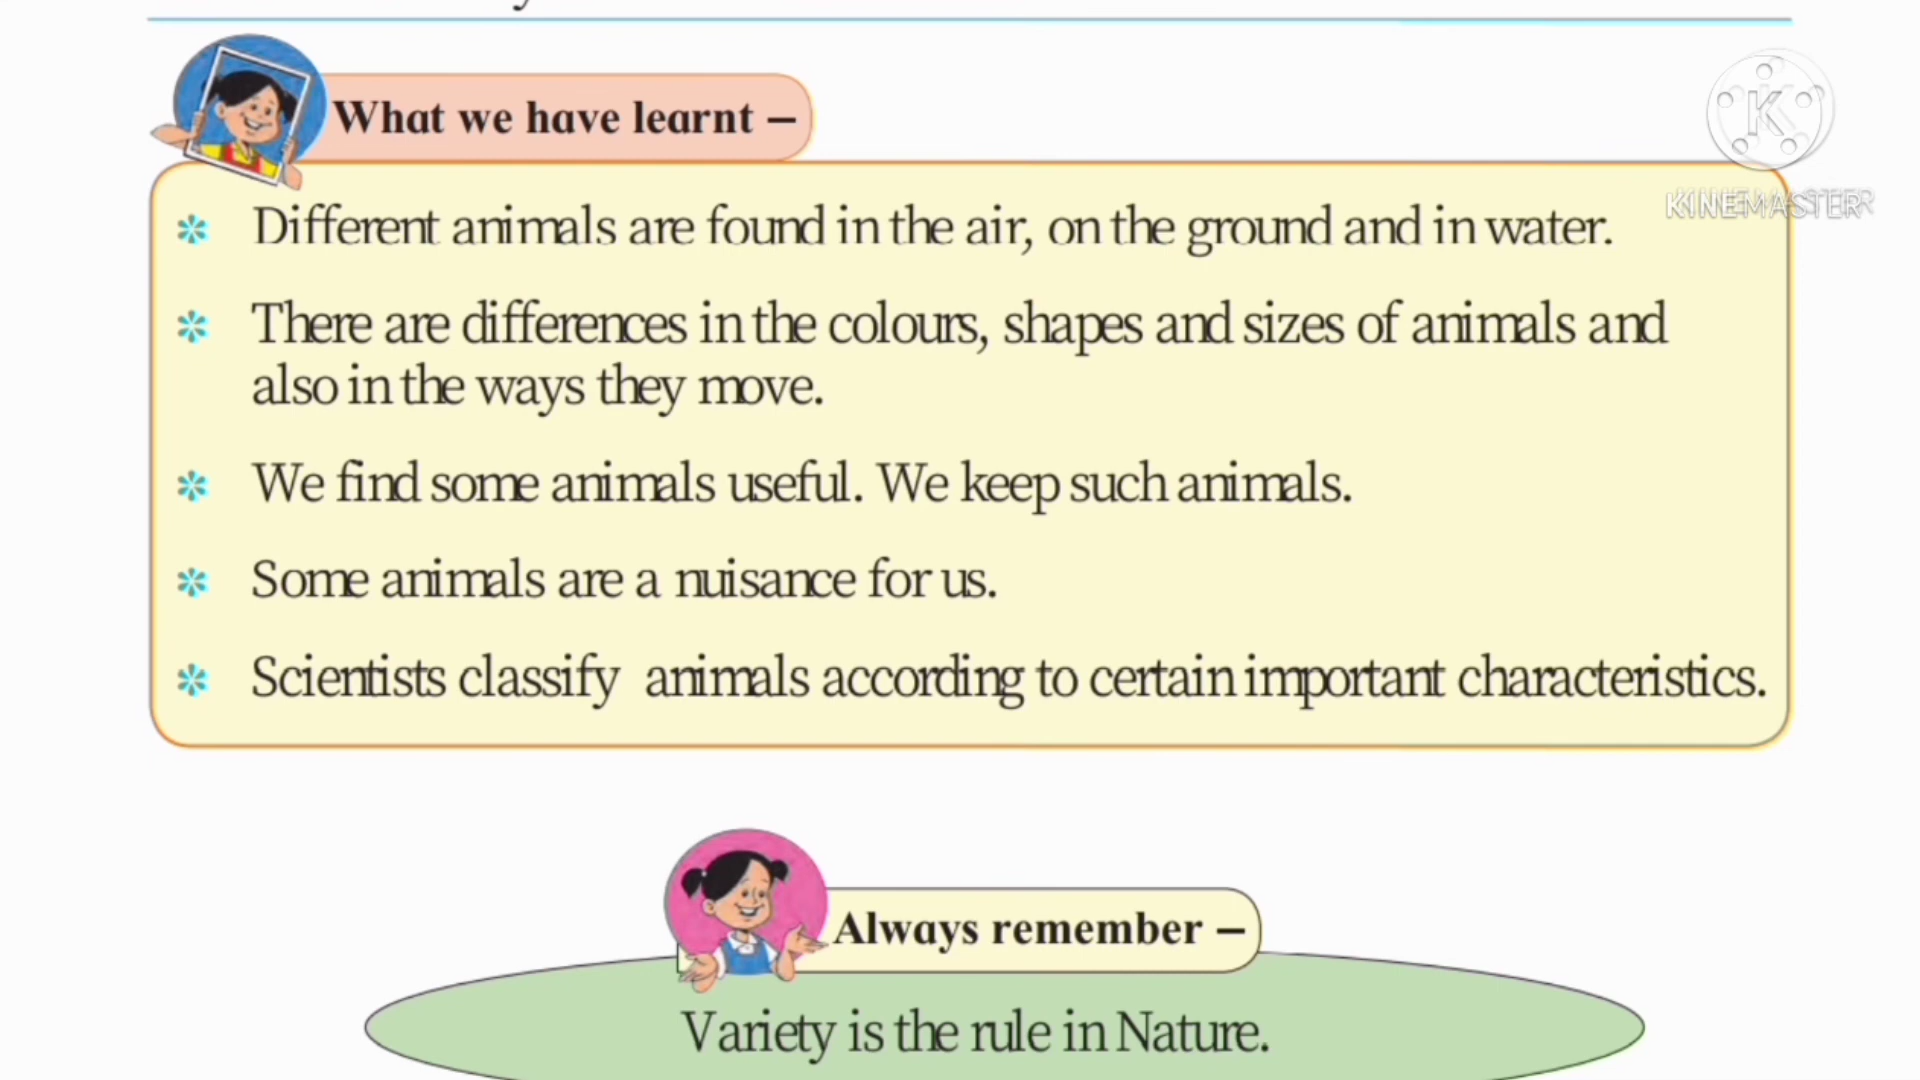 What we have learnt –
K
KINEMASTER
Different animals are found in the air, on the ground and in water.
There are differences in the colours, shapes and sizes of animals and
also in the ways they move.
We find some animals useful. We keep such animals.
Some animals are a nuisance for us.
Scientists classify animals according to certain important characteristics.
Always remember –
Variety is the rule in Nature.